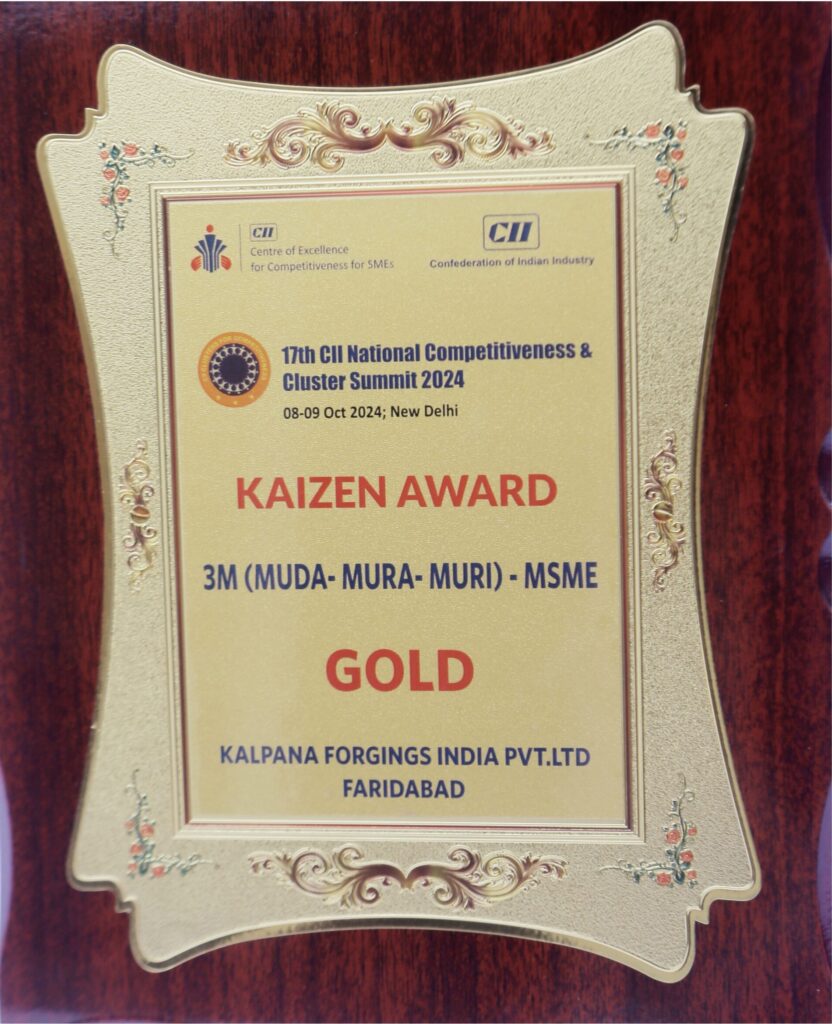 CII
Centre of Excellence
for Competitiveness for SMEs
CII
Confederation of Indian Industry
17th CII National Competitiveness &
Cluster Summit 2024
08-09 Oct 2024; New Delhi
KAIZEN AWARD
3M (MUDA- MURA- MURI) - MSME
GOLD
KALPANA FORGINGS INDIA PVT.LTD
FARIDABAD